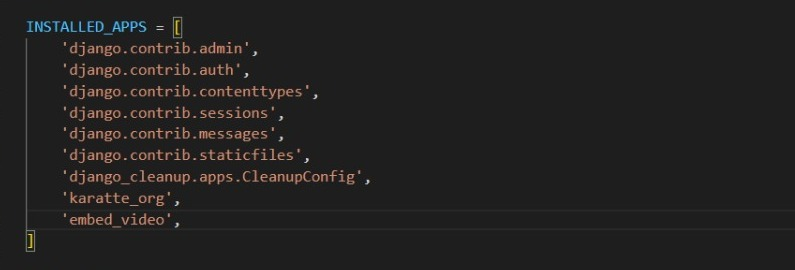 INSTALLED_APPS = [
    'django.contrib.admin',
    'django.contrib.auth',
    'django.contrib.contenttypes',
    'django.contrib.sessions',
    'django.contrib.messages',
    'django.contrib.staticfiles',
    'django_cleanup.apps.CleanupConfig',
    'karatte_org',
    'embed_video',
]